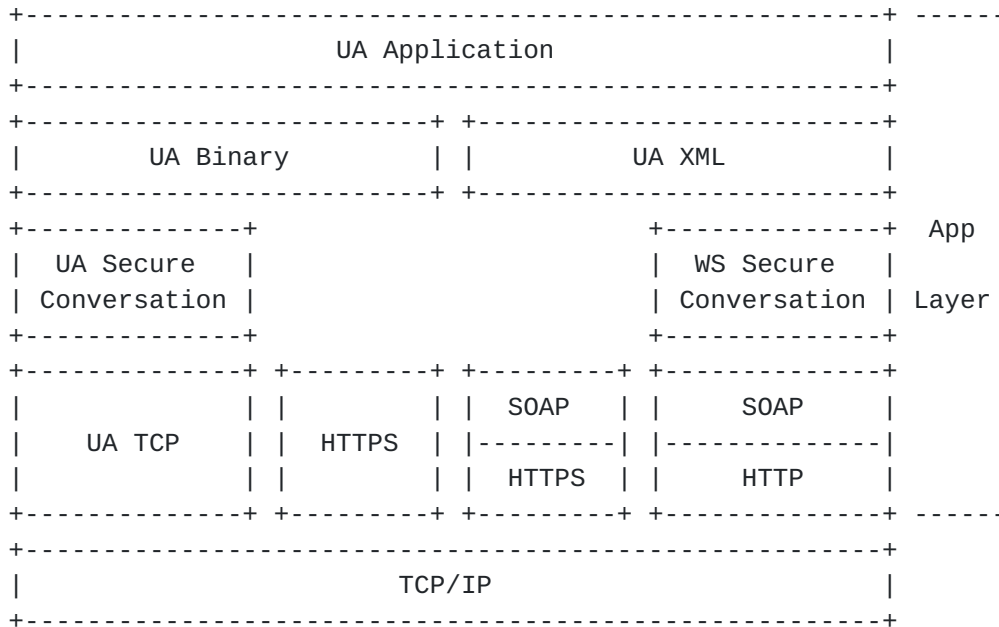 UA Application
UA Binary UA XML
App
UA Secure WS Secure
Conversation Conversation Layer
SOAP SOAP
UA TCP HTTPS
HTTPS HTTP
TCP/IP